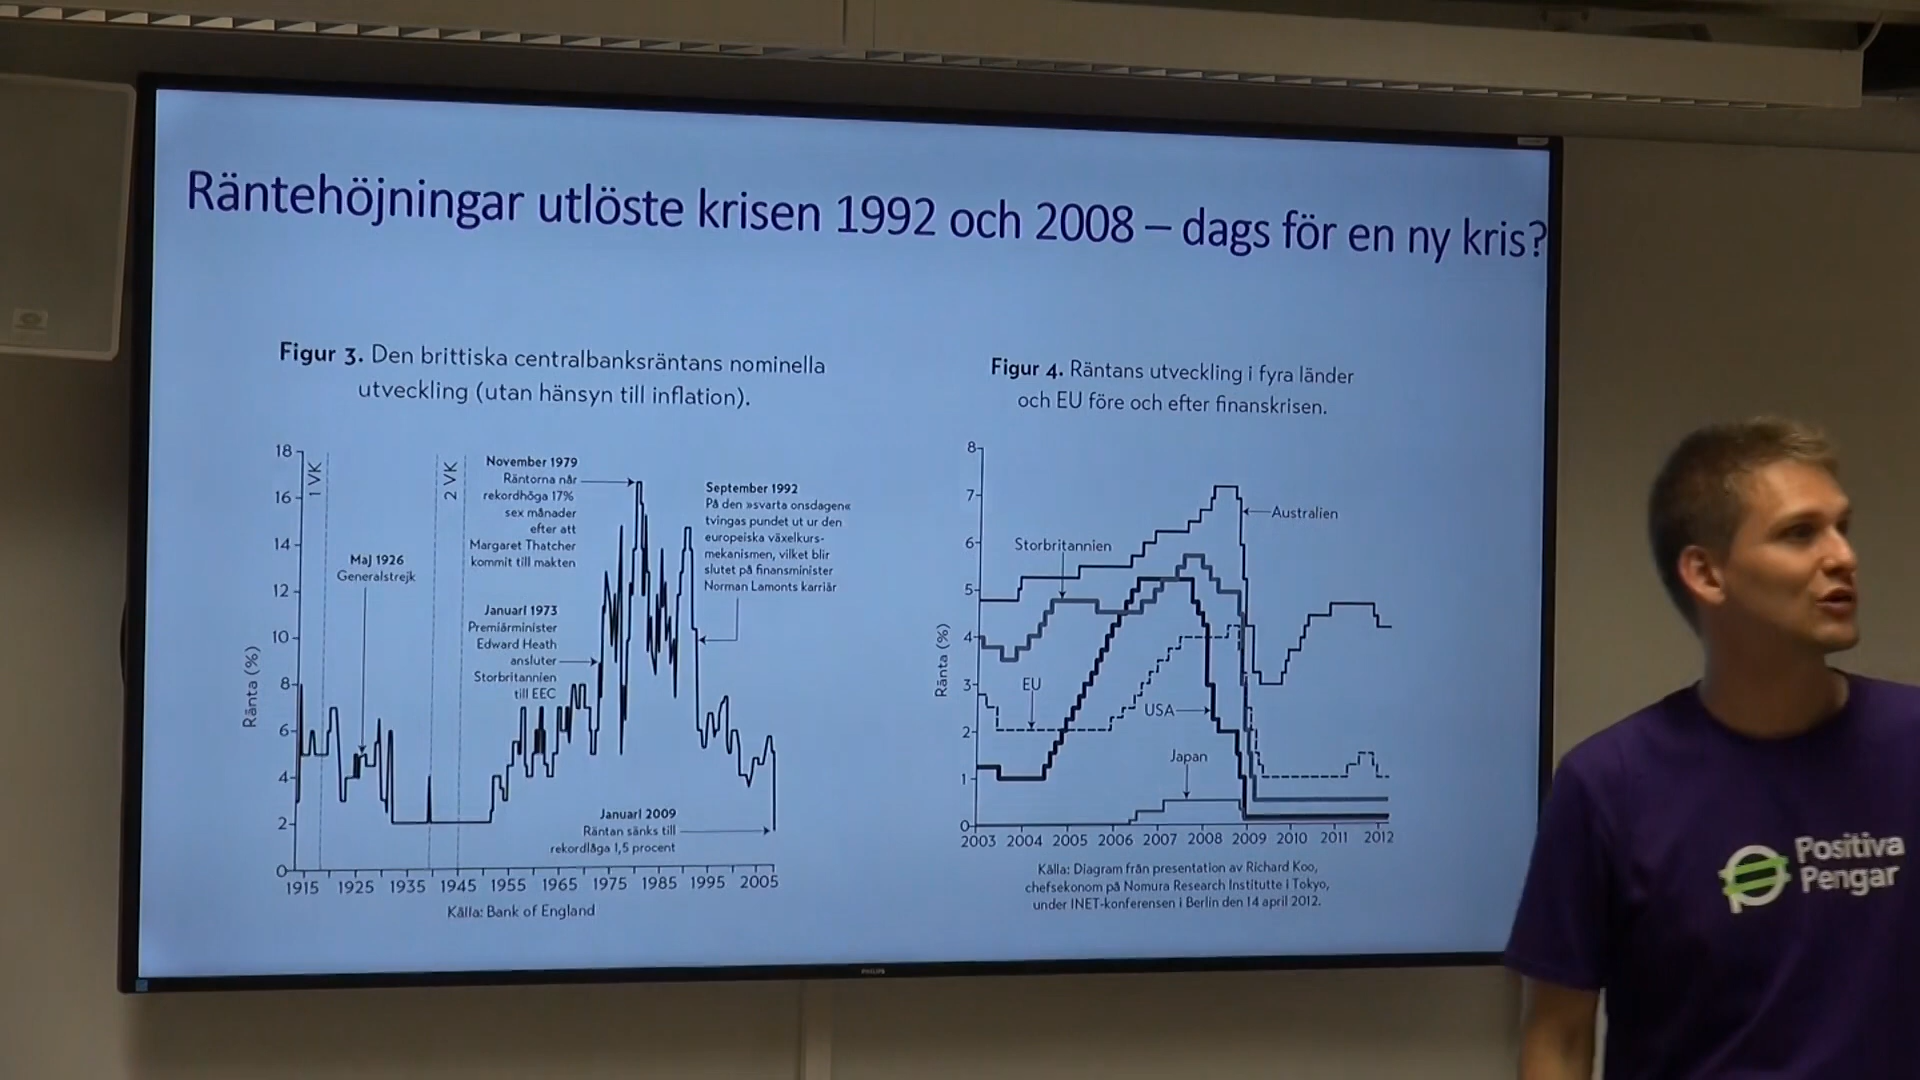 Räntehöjningar utlöste krisen 1992 och 2008 – dags för en ny kris?
Figur 3. Den brittiska centralbanksräntans nominella
utveckling (utan hänsyn till inflation).
18
16
14
12
10
8
6
4
2
0
Ränta (%)
1 VK
2 VK
Maj 1926
Generalstrejk
November 1979
Räntorna når
rekordhöga 17%
sex månader
efter att
Margaret Thatcher
kommit till makten
Januari 1973
Premiärminister
Edward Heath
ansluter
Storbritannien
till EEC
September 1992
På den »svarta onsdagen«
tvingas pundet ut ur den
europeiska växelkurs-
mekanismen, vilket blir
slutet på finansminister
Norman Lamonts karriär
Januari 2009
Räntan sänks till
rekordlåga 1,5 procent
1915 1925 1935 1945 1955 1965 1975 1985 1995 2005
Källa: Bank of England
Figur 4. Räntans utveckling i fyra länder
och EU före och efter finanskrisen.
8
7
6
5
4
3
2
1
0
Ränta (%)
Australien
Storbritannien
EU
USA
Japan
2003 2004 2005 2006 2007 2008 2009 2010 2011 2012
Källa: Diagram från presentation av Richard Koo,
chefsekonom på Nomura Research Institutte i Tokyo,
under INET-konferensen i Berlin den 14 april 2012.
PHILIPS
Positiva
Pengar